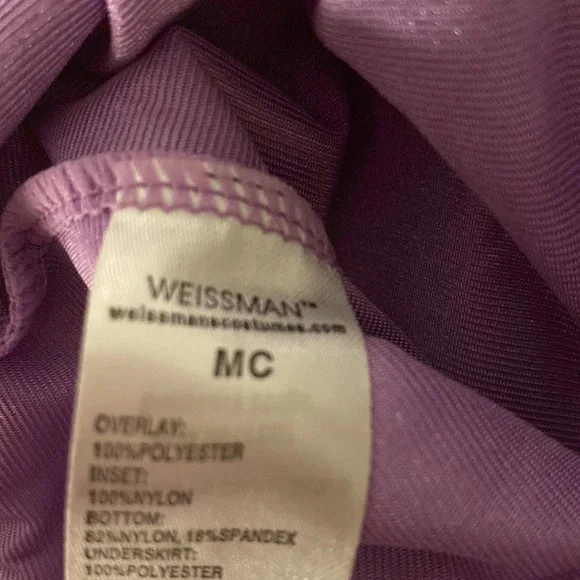 WEISSMAN™
weissmanscostumes.com
MC
OVERLAY:
100%POLYESTER
INSET:
100%NYLON
BOTTOM:
82%NYLON, 18%SPANDEX
UNDERSKIRT:
100%POLYESTER